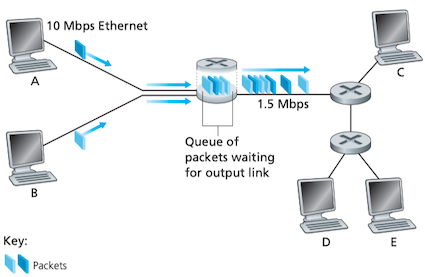 10 Mbps Ethernet
A
C
1.5 Mbps
Queue of
packets waiting
for output link
B
D
E
Key:
Packets